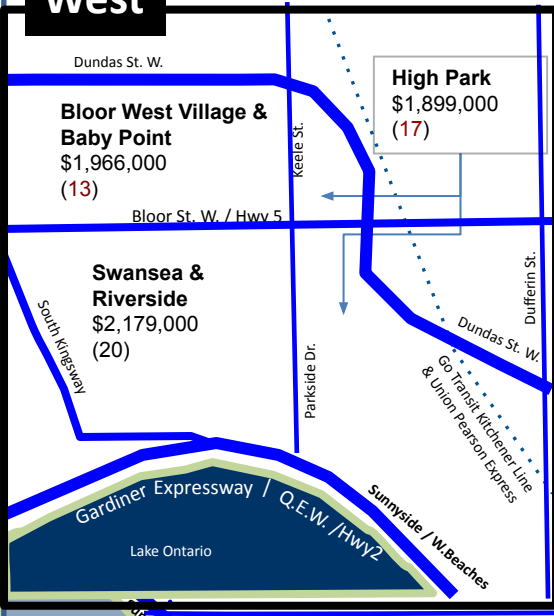 West
Dundas St. W.
High Park
$1,899,000
(17)
Bloor West Village &
Baby Point
$1,966,000
(13)
Keele St.
Bloor St. W. / Hwy 5
Swansea &
Riverside
$2,179,000
(20)
South Kingsway
Parkside Dr.
Dufferin St.
Dundas St. W.
Go Transit Kitchener Line
& Union Pearson Express
Gardiner Expressway / Q.E.W. /Hwy2
Sunnyside / W.Beaches
Lake Ontario